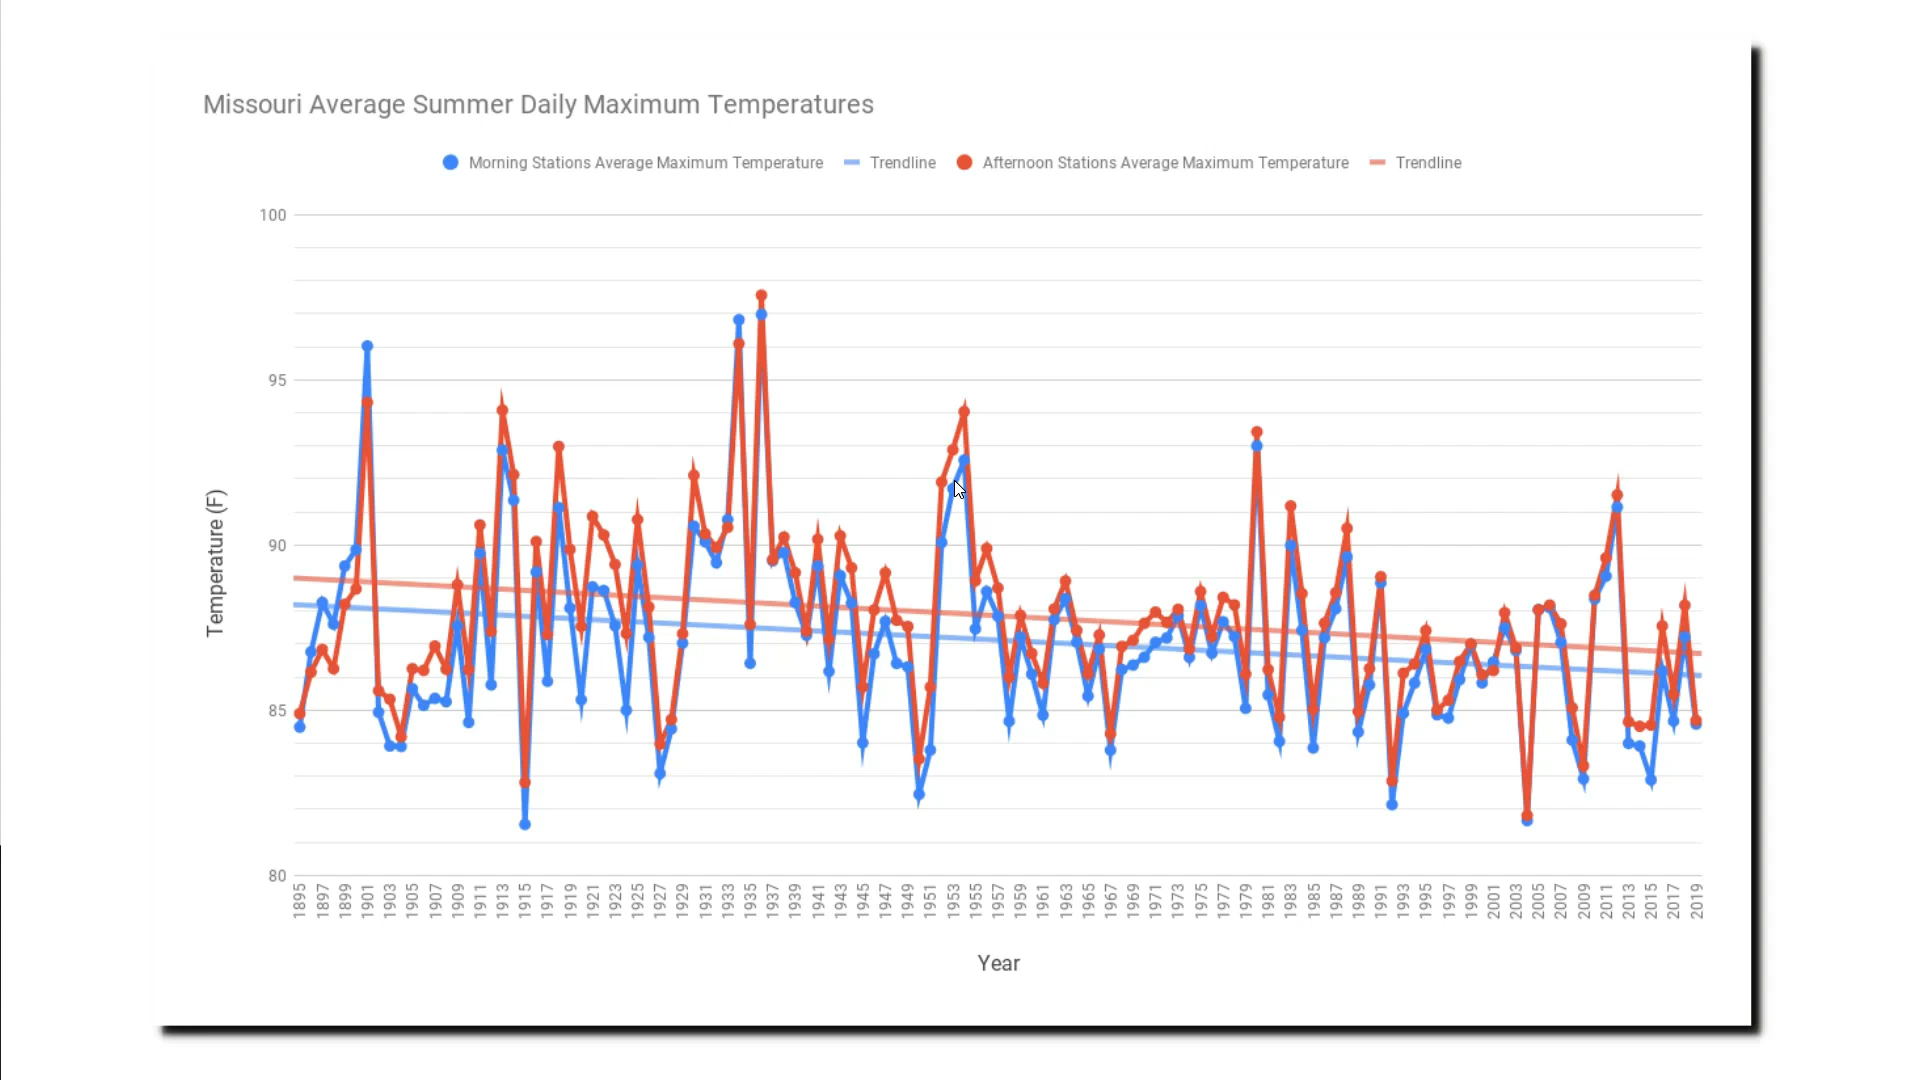 Missouri Average Summer Daily Maximum Temperatures
Morning Stations Average Maximum Temperature Trendline Afternoon Stations Average Maximum Temperature Trendline
100
95
90
85
80
Temperature (F)
1895 1897 1899 1901 1903 1905 1907 1909 1911 1913 1915 1917 1919 1921 1923 1925 1927 1929 1931 1933 1935 1937 1939 1941 1943 1945 1947 1949 1951 1953 1955 1957 1959 1961 1963 1965 1967 1969 1971 1973 1975 1977 1979 1981 1983 1985 1987 1989 1991 1993 1995 1997 1999 2001 2003 2005 2007 2009 2011 2013 2015 2017 2019
Year